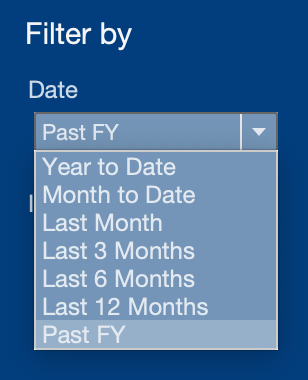 Filter by
Date
Past FY
Year to Date
Month to Date
Last Month
Last 3 Months
Last 6 Months
Last 12 Months
Past FY